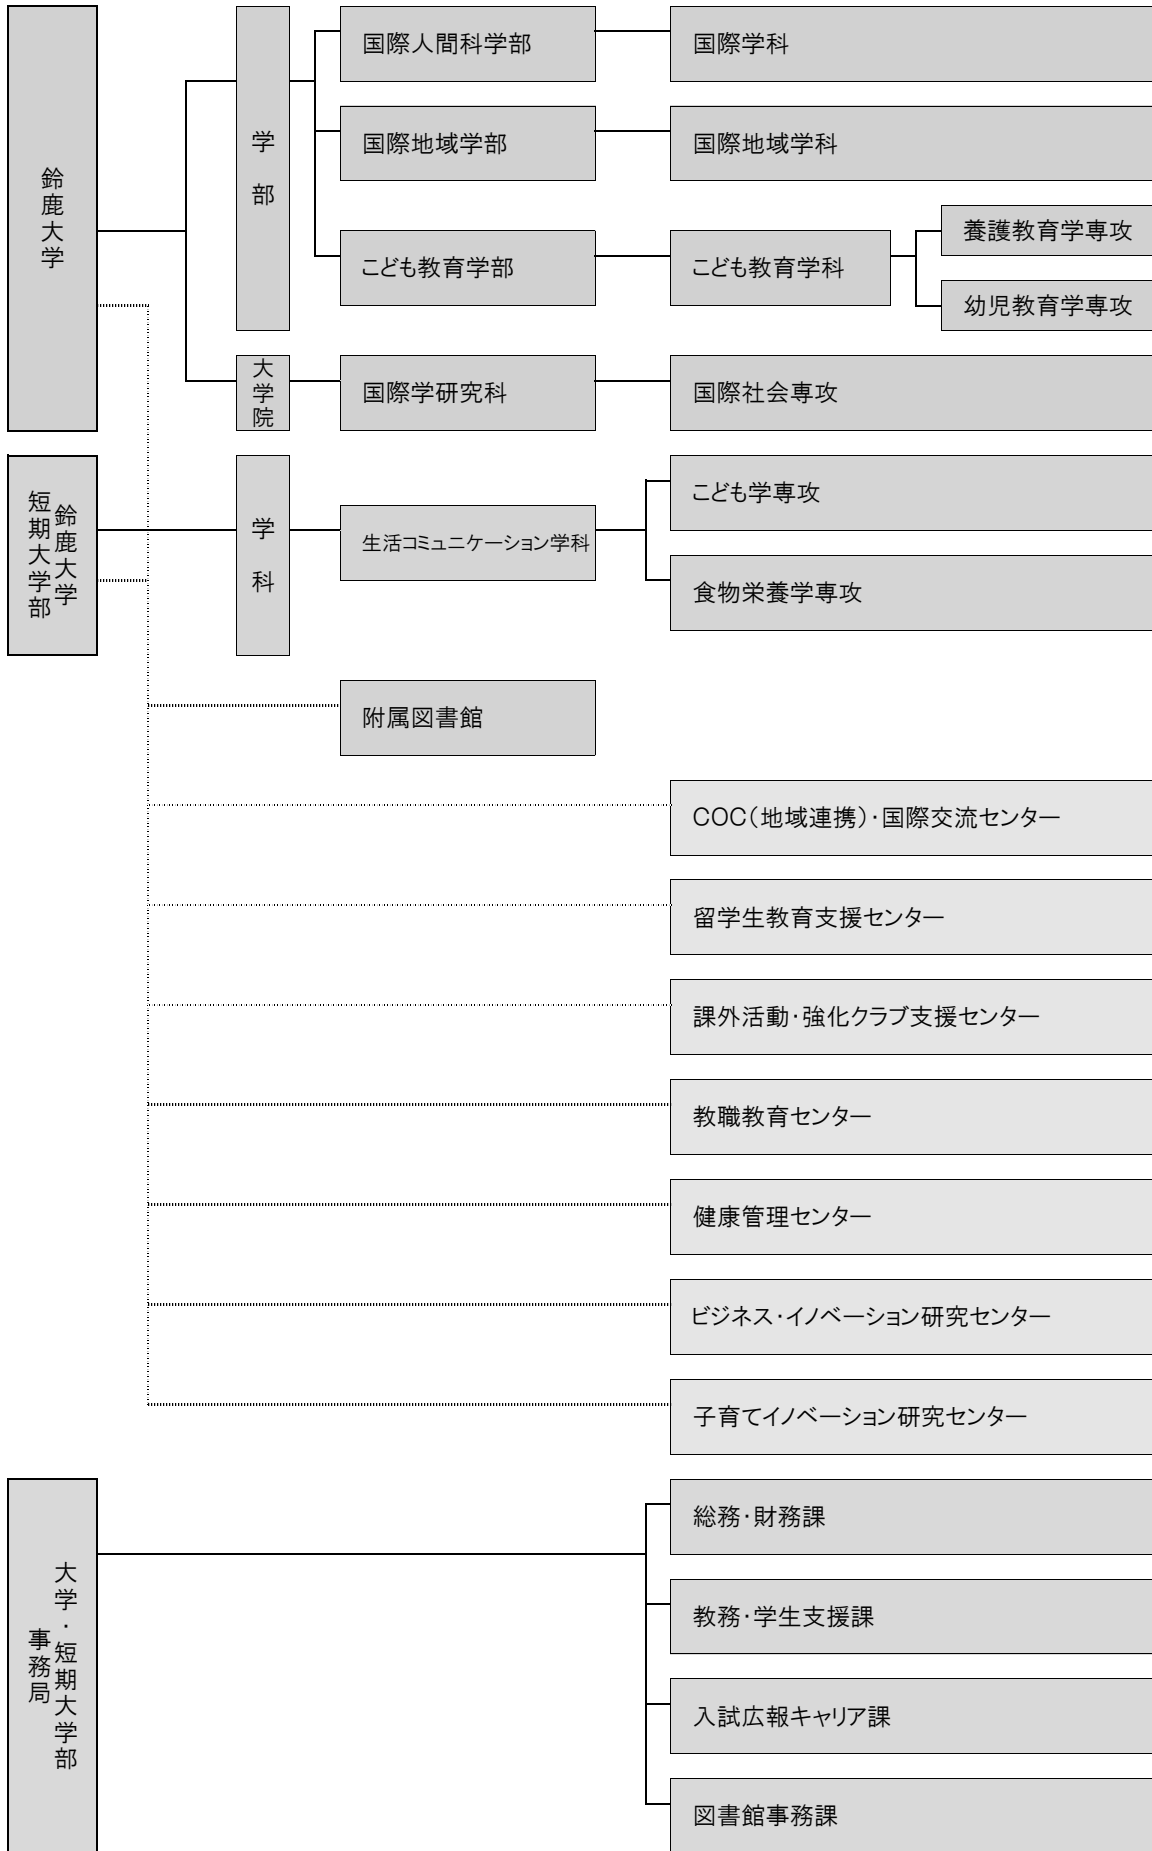 鈴鹿大学
学部
国際人間科学部
国際学科
国際地域学部
国際地域学科
こども教育学部
こども教育学科
養護教育学専攻
幼児教育学専攻
大学院
国際学研究科
国際社会専攻
鈴鹿大学
短期大学部
学科
生活コミュニケーション学科
こども学専攻
食物栄養学専攻
附属図書館
COC(地域連携)・国際交流センター
留学生教育支援センター
課外活動・強化クラブ支援センター
教職教育センター
健康管理センター
ビジネス・イノベーション研究センター
子育てイノベーション研究センター
大学・短期大学部
事務局
総務・財務課
教務・学生支援課
入試広報キャリア課
図書館事務課